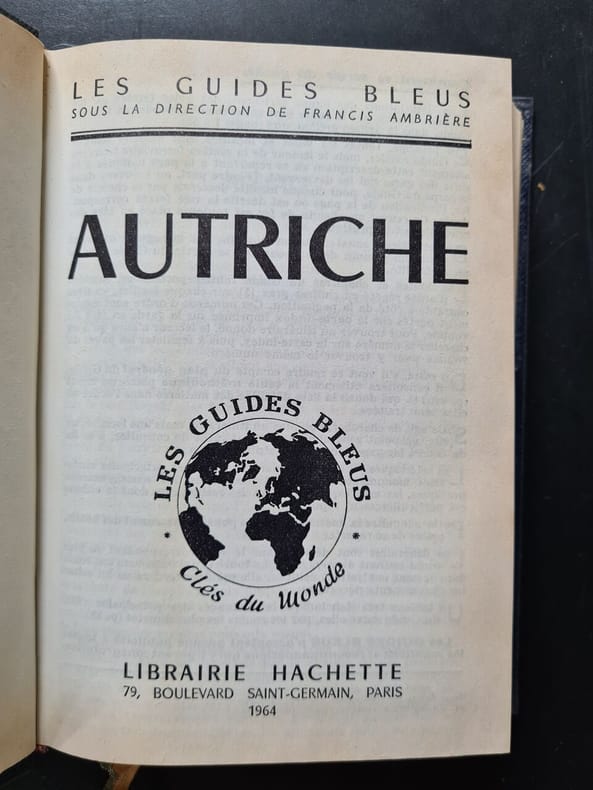 LES GUIDES BLEUS
SOUS LA DIRECTION DE FRANCIS AMBRIÈRE
AUTRICHE
LES GUIDES BLEUS
* *
Clés du Monde
LIBRAIRIE HACHETTE
79, BOULEVARD SAINT-GERMAIN, PARIS
1964